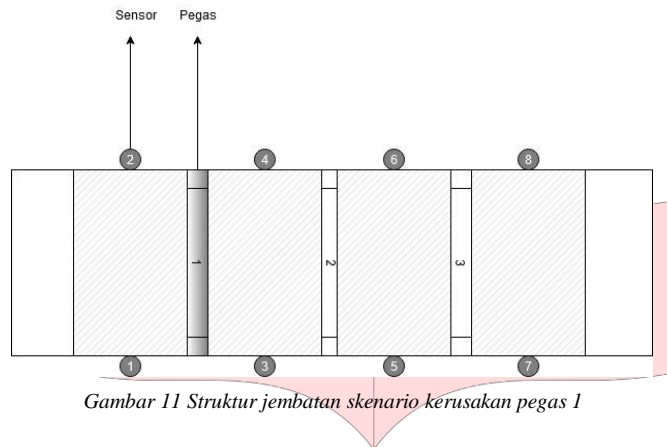 Sensor Pegas
2 4 6 8
1 2 3
1 3 5 7
Gambar 11 Struktur jembatan skenario kerusakan pegas 1